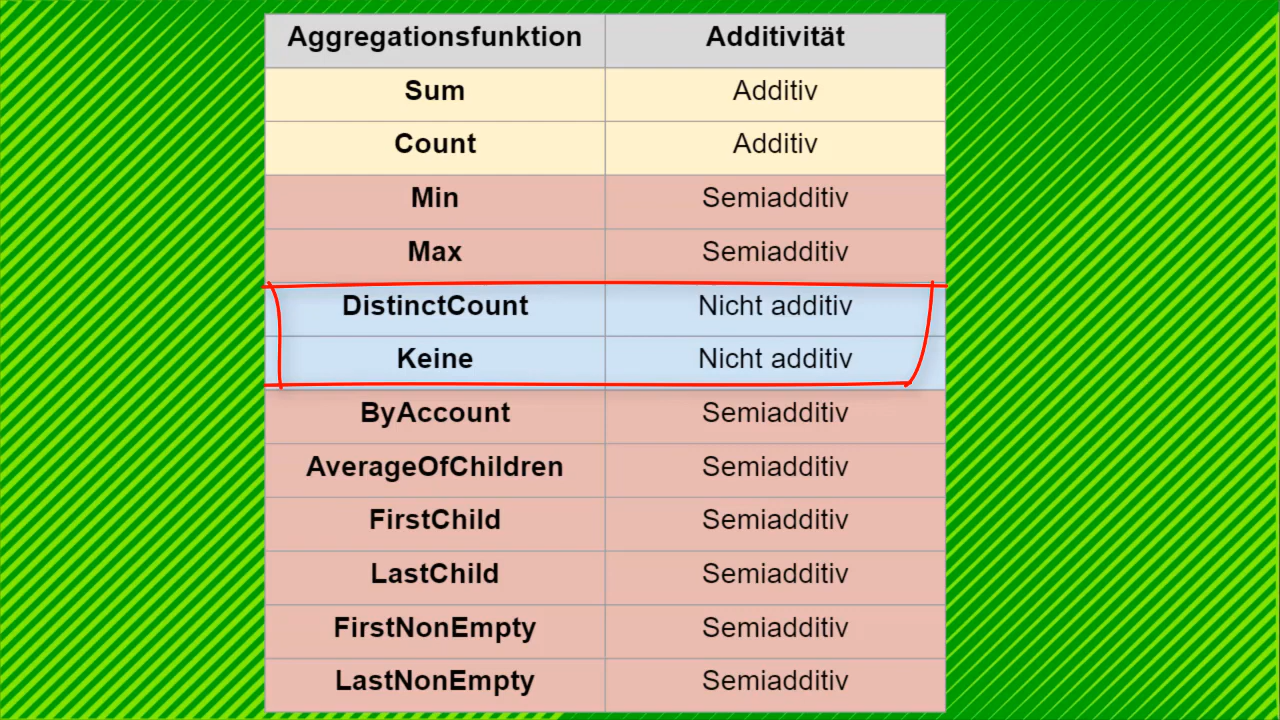 Aggregationsfunktion Additivität
Sum Additiv
Count Additiv
Min Semiadditiv
Max Semiadditiv
DistinctCount Nicht additiv
Keine Nicht additiv
ByAccount Semiadditiv
AverageOfChildren Semiadditiv
FirstChild Semiadditiv
LastChild Semiadditiv
FirstNonEmpty Semiadditiv
LastNonEmpty Semiadditiv